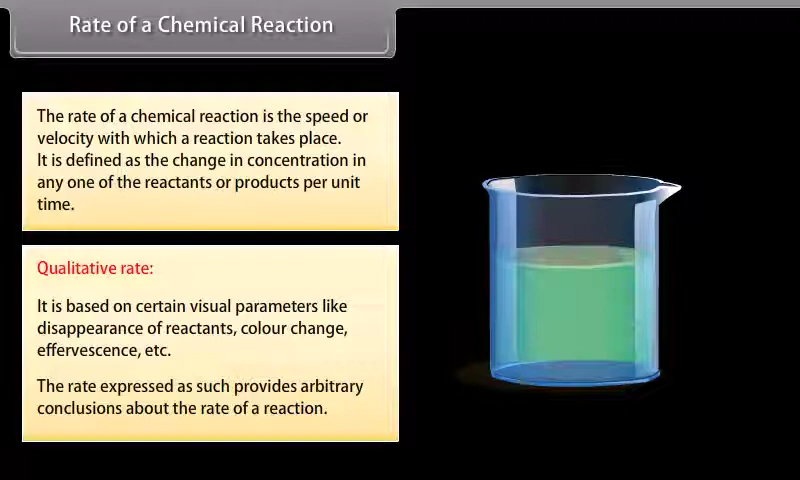 Rate of a Chemical Reaction
The rate of a chemical reaction is the speed or
velocity with which a reaction takes place.
It is defined as the change in concentration in
any one of the reactants or products per unit
time.
Qualitative rate:
It is based on certain visual parameters like
disappearance of reactants, colour change,
effervescence, etc.
The rate expressed as such provides arbitrary
conclusions about the rate of a reaction.